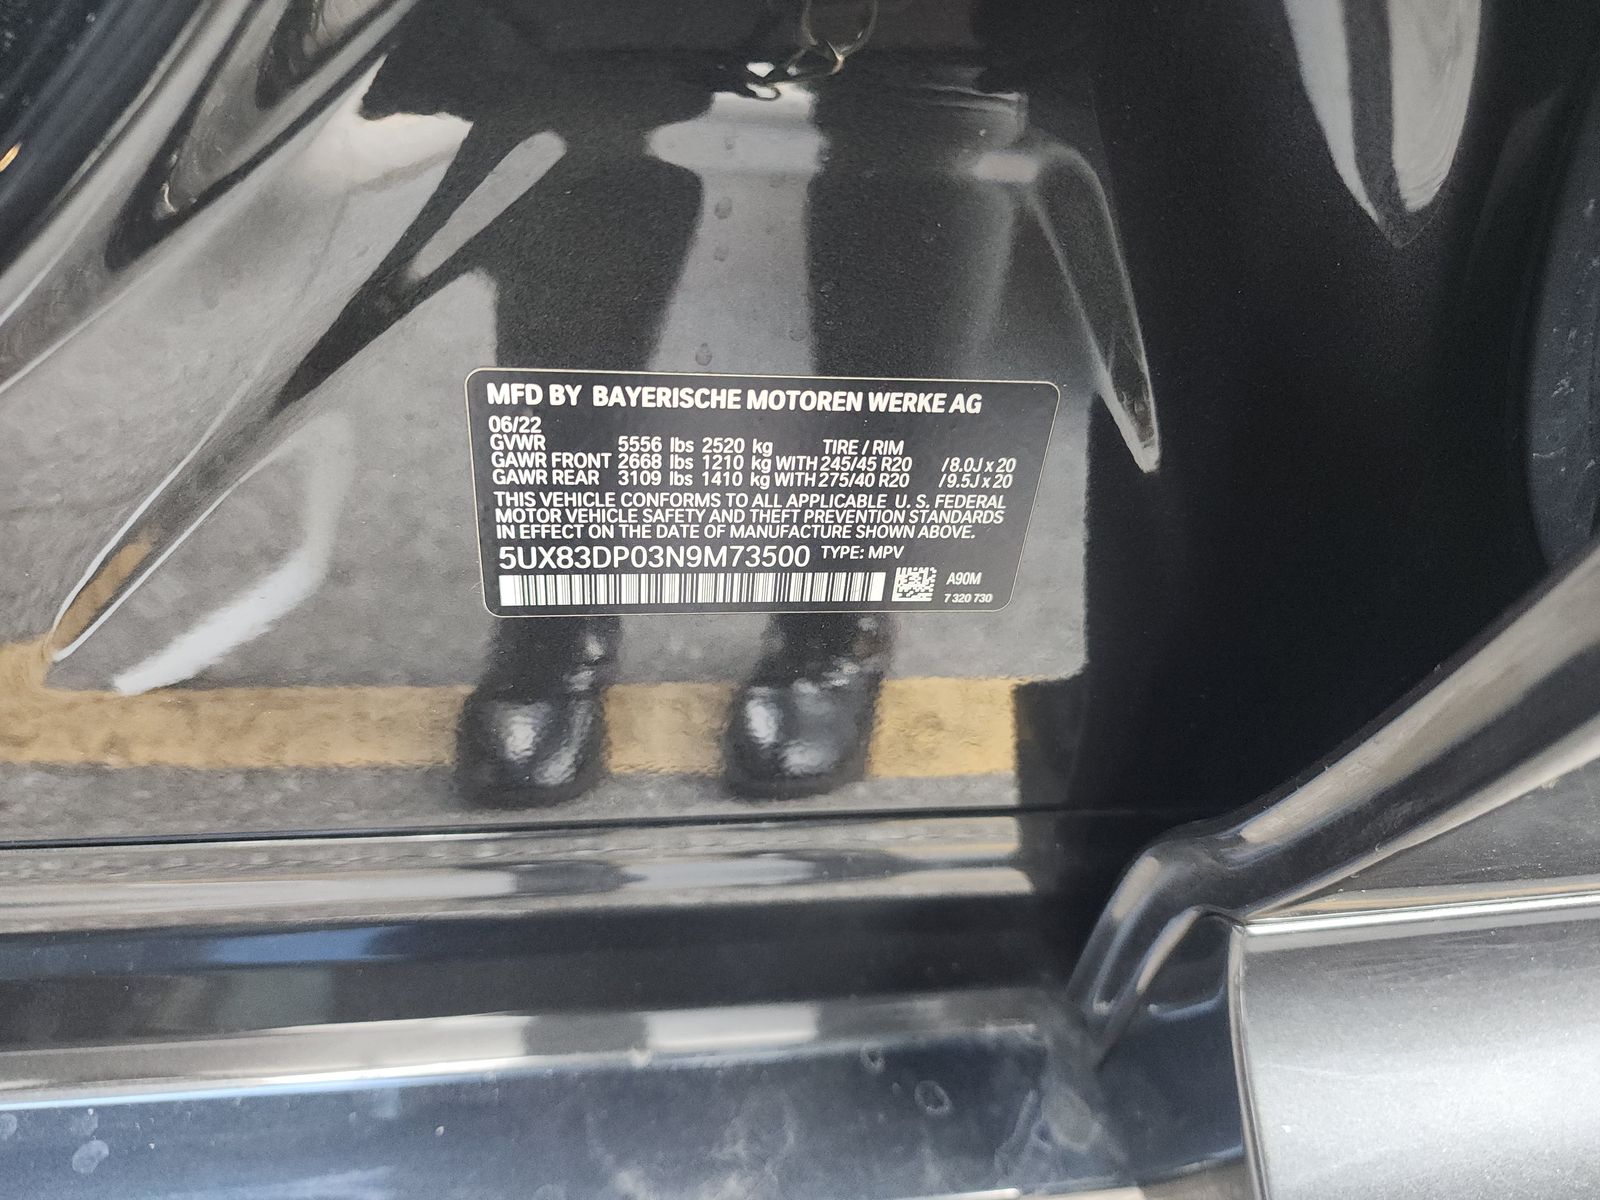 MFD BY BAYERISCHE MOTOREN WERKE AG
06/22
GVWR 5556 lbs 2520 kg TIRE / RIM
GAWR FRONT 2668 lbs 1210 kg WITH 245/45 R20 / 8.0J x 20
GAWR REAR 3109 lbs 1410 kg WITH 275/40 R20 / 9.5J x 20
THIS VEHICLE CONFORMS TO ALL APPLICABLE U. S. FEDERAL
MOTOR VEHICLE SAFETY AND THEFT PREVENTION STANDARDS
IN EFFECT ON THE DATE OF MANUFACTURE SHOWN ABOVE.
5UX83DP03N9M73500 TYPE: MPV
A90M
7 320 730